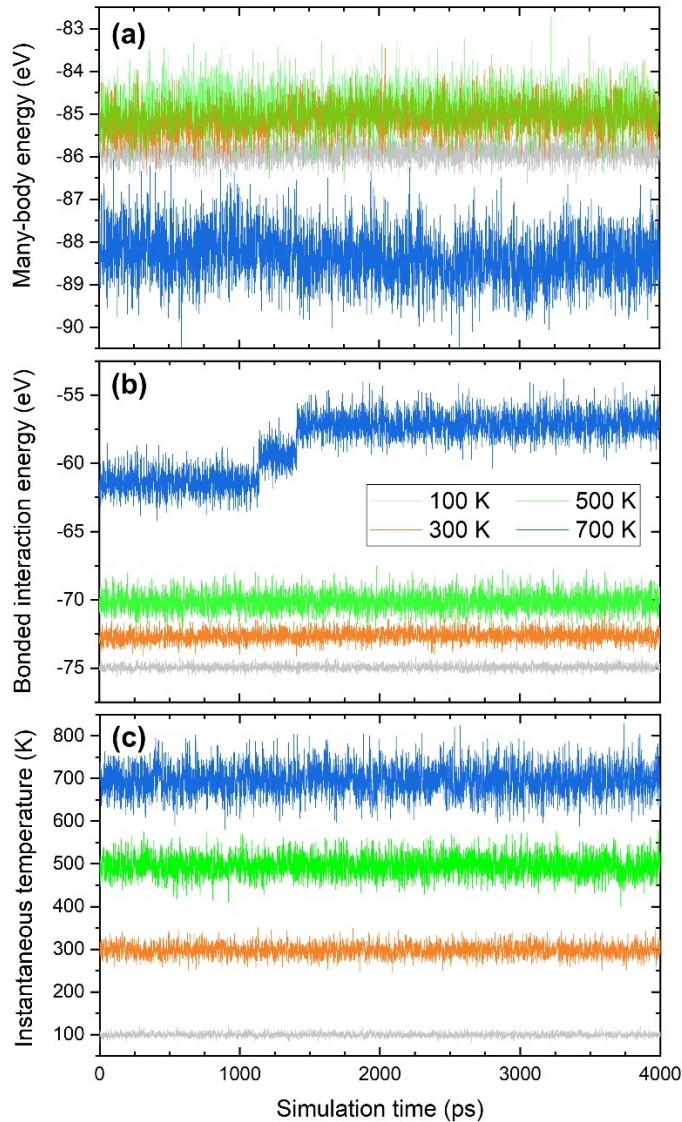 (a)
Many-body energy (eV)
-83
-84
-85
-86
-87
-88
-89
-90
(b)
Bonded interaction energy (eV)
-55
-60
-65
-70
-75
100 K 500 K
300 K 700 K
(c)
Instantaneous temperature (K)
800
700
600
500
400
300
200
100
0 1000 2000 3000 4000
Simulation time (ps)